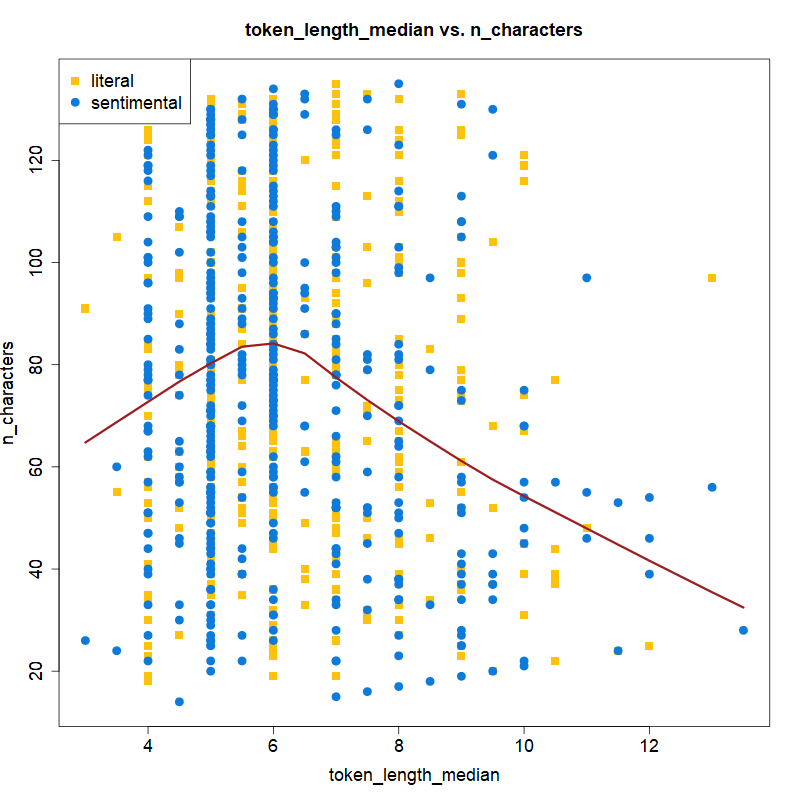 token_length_median vs. n_characters
literal
sentimental
n_characters
120
100
80
60
40
20
4 6 8 10 12
token_length_median